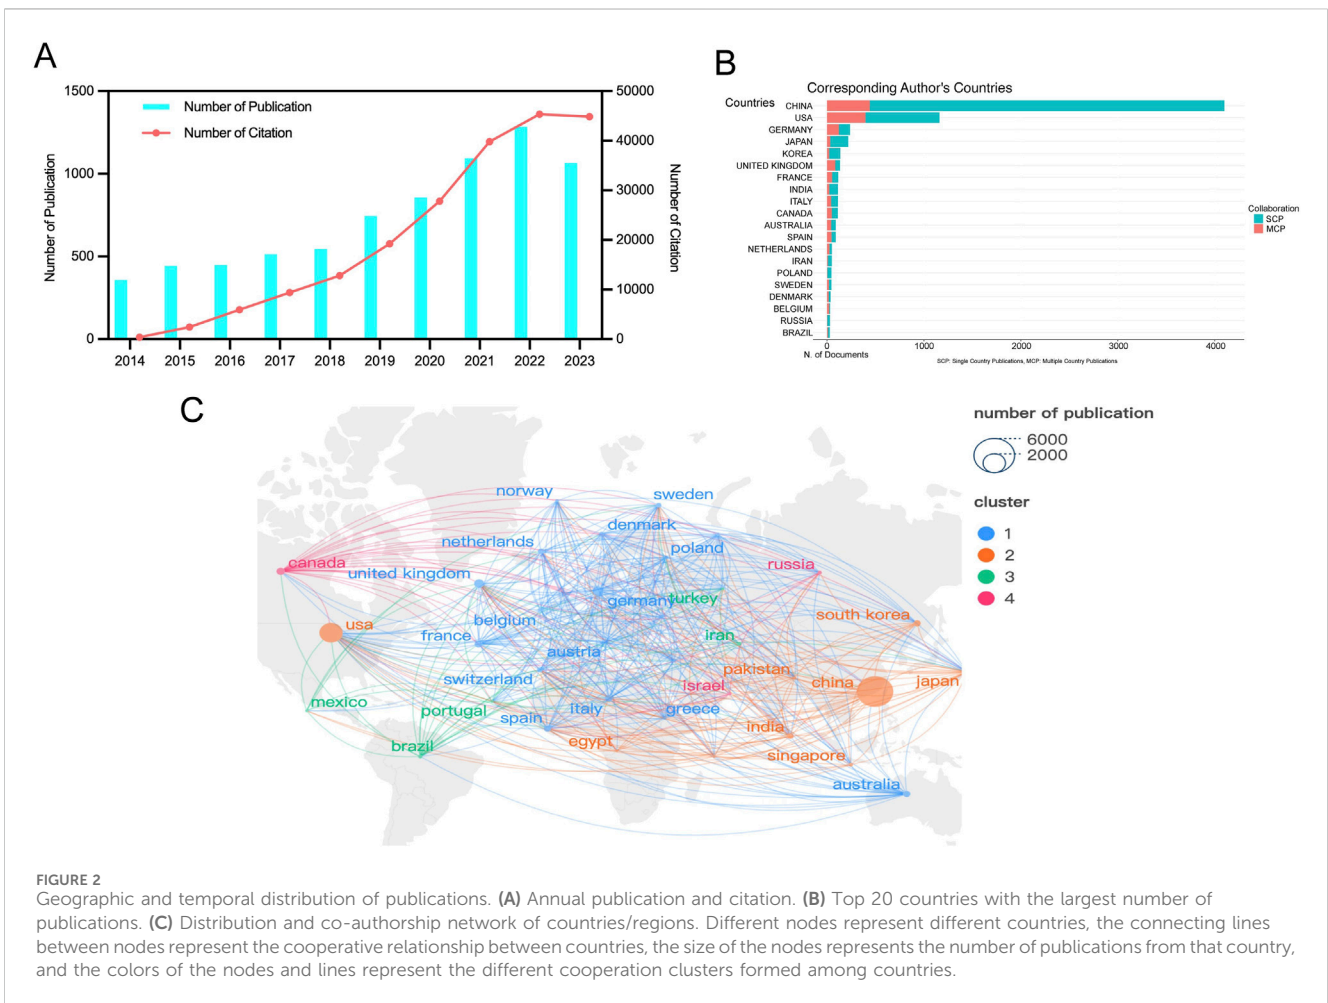 A
1500
1000
500
0
Number of Publication
Number of Publication
Number of Citation
50000
40000
30000
20000
10000
0
Number of Citation
2014 2015 2016 2017 2018 2019 2020 2021 2022 2023
B
Corresponding Author's Countries
Countries
CHINA
USA
GERMANY
JAPAN
KOREA
UNITED KINGDOM
FRANCE
INDIA
ITALY
CANADA
AUSTRALIA
SPAIN
NETHERLANDS
IRAN
POLAND
SWEDEN
DENMARK
BELGIUM
RUSSIA
BRAZIL
0 1000 2000 3000 4000
N. of Documents
SCP: Single Country Publications, MCP: Multiple Country Publications
Collaboration
SCP
MCP
C
norway
sweden
denmark
netherlands
poland
canada
united kingdom
russia
germany
turkey
belgium
south korea
usa
france
iran
austria
pakistan
switzerland
israel
china
japan
mexico
portugal
spain
italy
greece
india
brazil
egypt
singapore
australia
number of publication
6000
2000
cluster
1
2
3
4
FIGURE 2
Geographic and temporal distribution of publications. (A) Annual publication and citation. (B) Top 20 countries with the largest number of
publications. (C) Distribution and co-authorship network of countries/regions. Different nodes represent different countries, the connecting lines
between nodes represent the cooperative relationship between countries, the size of the nodes represents the number of publications from that country,
and the colors of the nodes and lines represent the different cooperation clusters formed among countries.